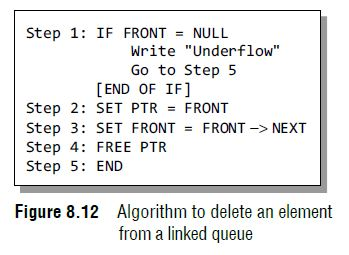 Step 1: IF FRONT = NULL
Write "Underflow"
Go to Step 5
[END OF IF]
Step 2: SET PTR = FRONT
Step 3: SET FRONT = FRONT -> NEXT
Step 4: FREE PTR
Step 5: END
Figure 8.12 Algorithm to delete an element
from a linked queue